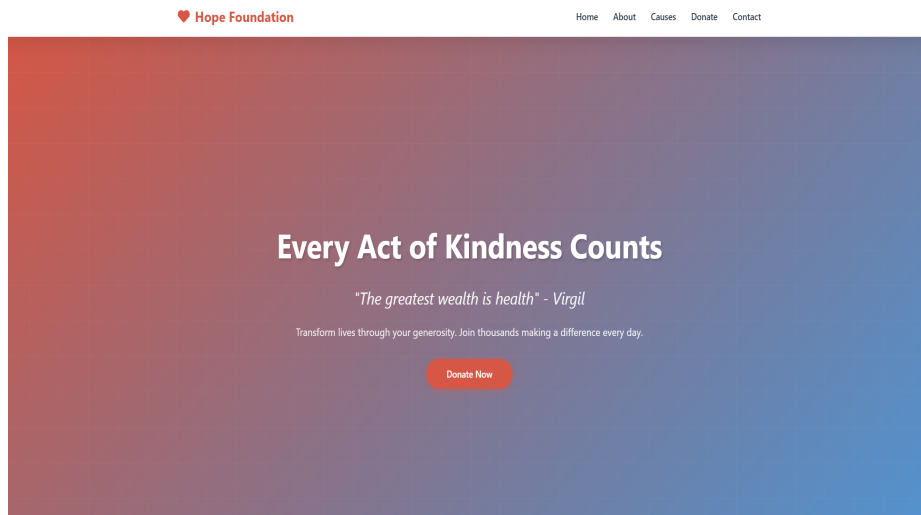 Hope Foundation
Home About Causes Donate Contact
Every Act of Kindness Counts
"The greatest wealth is health" - Virgil
Transform lives through your generosity. Join thousands making a difference every day.
Donate Now